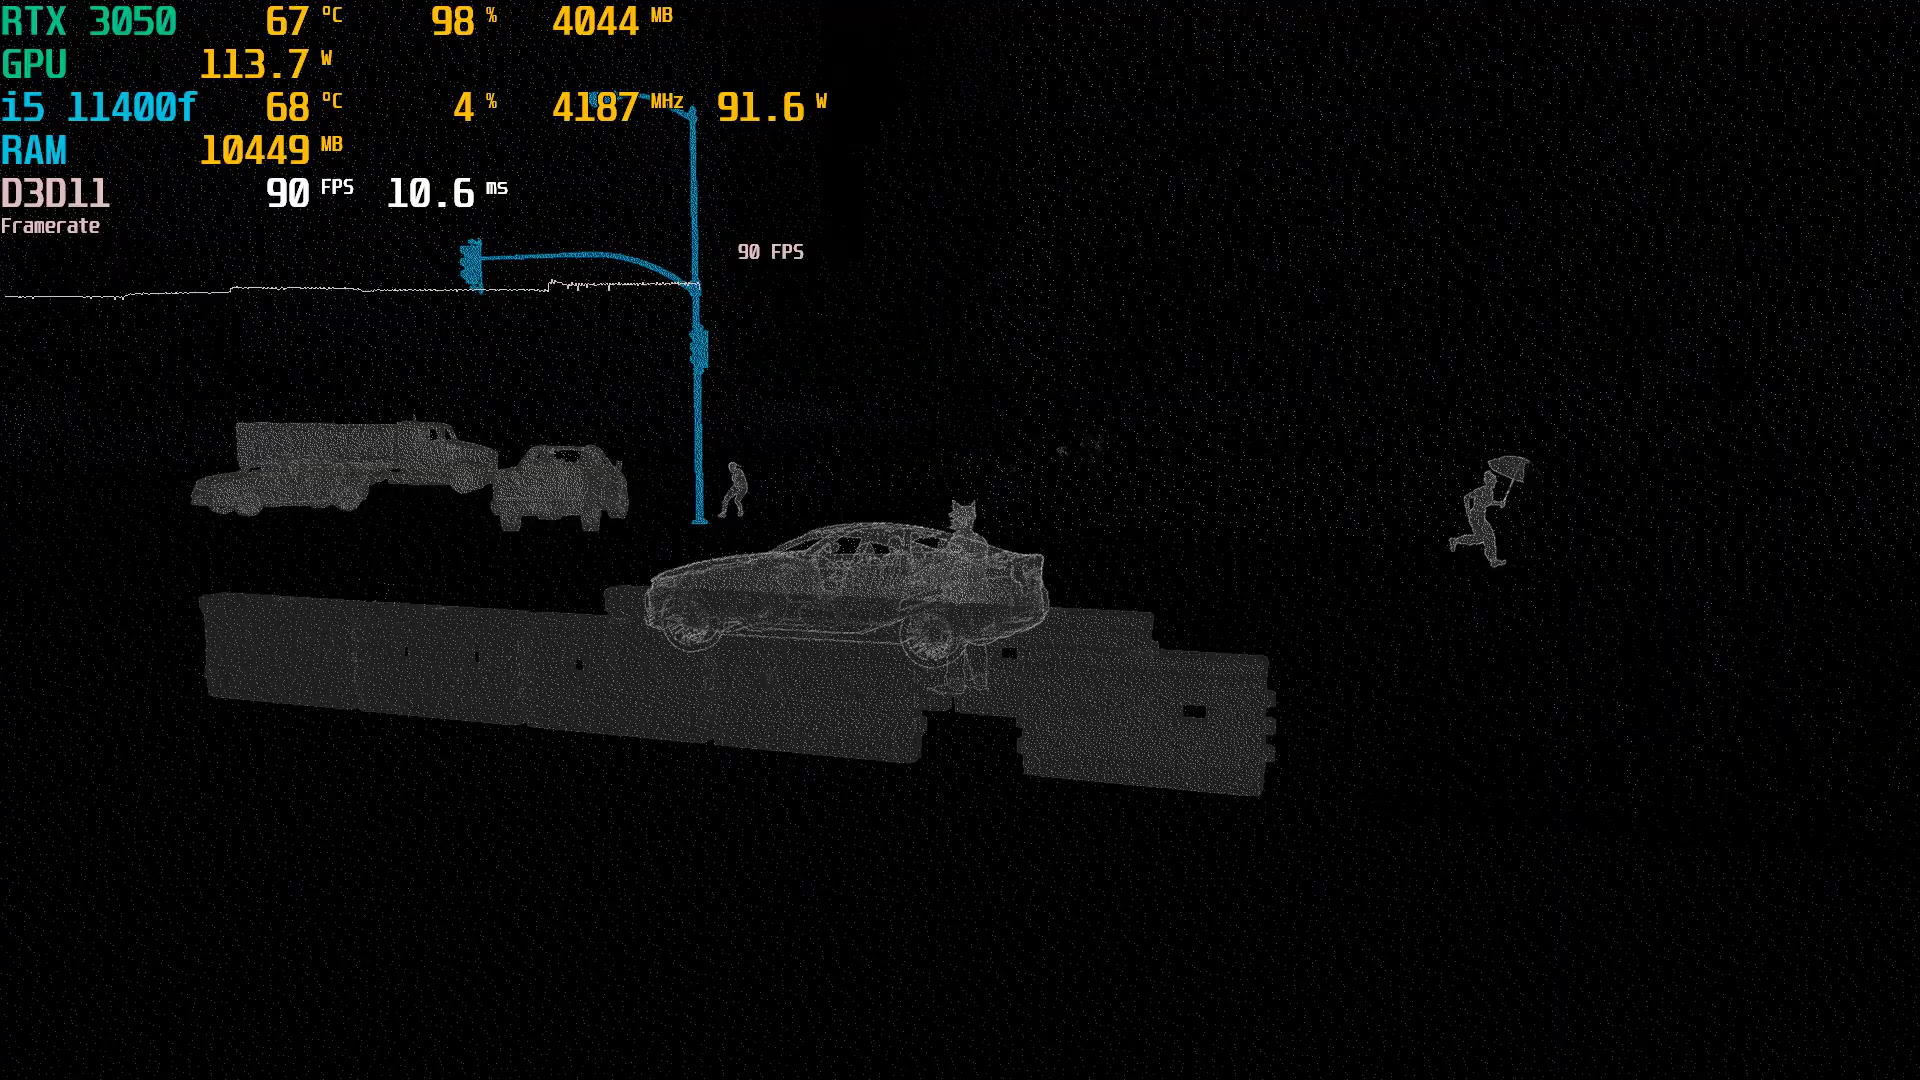 RTX 3050 67 °C 98 % 4044 MB
GPU 113.7 W
i5 11400f 68 °C 4 % 4187 MHz 91.6 W
RAM 10449 MB
D3D11 90 FPS 10.6 ms
Framerate
90 FPS